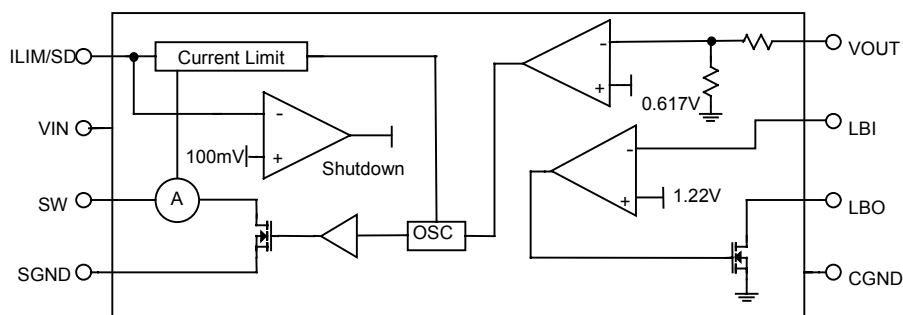 ILIM/SD
Current Limit
-
+
VOUT
0.617V
VIN
-
+
100mV
Shutdown
LBI
-
+
1.22V
SW
A
OSC
LBO
SGND
CGND